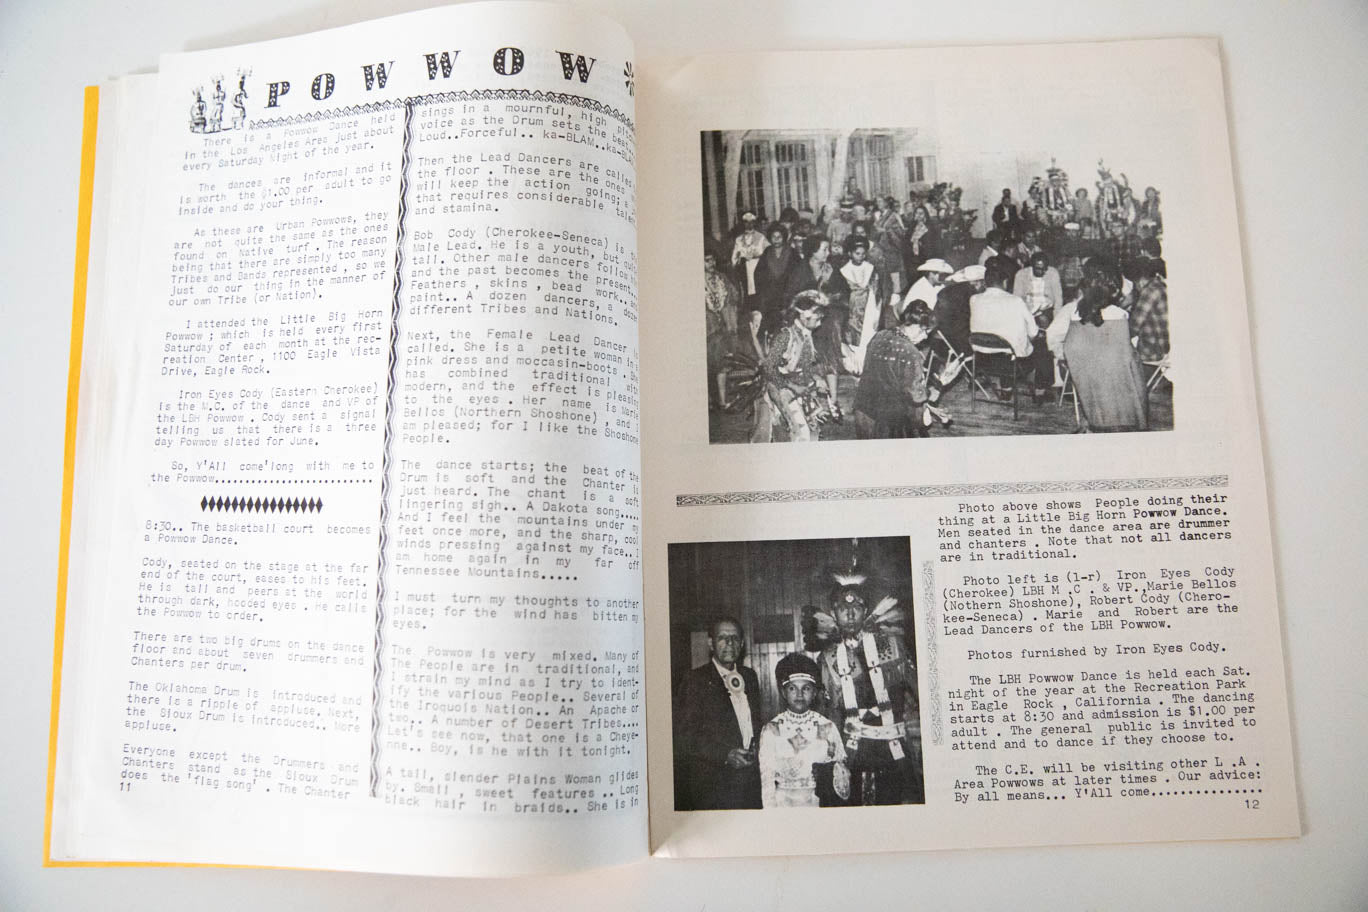 POWWOW
There is a Powwow Dance held
in the Los Angeles Area just about
every Saturday Night of the year.
The dances are informal and it
is worth the $1.00 per adult to go
inside and do your thing.
As these are Urban Powwows, they
are not quite the same as the ones
found on Native turf . The reason
being that there are simply too many
Tribes and Bands represented , so we
just do our thing in the manner of
our own Tribe (or Nation).
I attended the Little Big Horn
Powwow ; which is held every first
Saturday of each month at the rec-
reation Center , 1100 Eagle Vista
Drive, Eagle Rock.
Iron Eyes Cody (Eastern Cherokee)
is the M.C. of the dance and VP of
the LBH Powwow . Cody sent a signal
telling us that there is a three
day Powwow slated for June.
So, Y'All come'long with me to
the Powwow.........................
8:30.. The basketball court becomes
a Powwow Dance.
Cody, seated on the stage at the far
end of the court, eases to his feet.
He is tall and peers at the world
through dark, hooded eyes . He calls
the Powwow to order.
There are two big drums on the dance
floor and about seven drummers and
Chanters per drum.
The Oklahoma Drum is introduced and
there is a ripple of appluse. Next,
the Sioux Drum is introduced.. More
appluse.
Everyone except the Drummers and
Chanters stand as the Sioux Drum
does the 'flag song' . The Chanter
11
sings in a mournful, high
voice as the Drum sets the beat..
Loud..Forceful.. ka-BLAM..ka-BLAM
Then the Lead Dancers are called
the floor . These are the ones
will keep the action going; a
that requires considerable talent
and stamina.
Bob Cody (Cherokee-Seneca) is
Male Lead. He is a youth, but quite
tall. Other male dancers follow
and the past becomes the present...
Feathers , skins , bead work.. and
paint.. A dozen dancers, a dozen
different Tribes and Nations.
Next, the Female Lead Dancer is
called. She is a petite woman in a
pink dress and moccasin-boots . She
has combined traditional with
modern, and the effect is pleasing
to the eyes . Her name is Marie
Bellos (Northern Shoshone) , and I
am pleased; for I like the Shoshone
People.
The dance starts; the beat of the
Drum is soft and the Chanter is
just heard. The chant is a soft
lingering sigh.. A Dakota song.....
And I feel the mountains under my
feet once more, and the sharp, cool
winds pressing against my face.. I
am home again in my far off
Tennessee Mountains.....
I must turn my thoughts to another
place; for the wind has bitten my
eyes.
The Powwow is very mixed. Many of
The People are in traditional, and
I strain my mind as I try to ident-
ify the various People.. Several of
the Iroquois Nation.. An Apache or
two.. A number of Desert Tribes....
Let's see now, that one is a Cheye-
nne.. Boy, is he with it tonight.
A tall, slender Plains Woman glides
by. Small , sweet features .. Long
black hair in braids.. She is in
Photo above shows People doing their
thing at a Little Big Horn Powwow Dance.
Men seated in the dance area are drummer
and chanters . Note that not all dancers
are in traditional.
Photo left is (l-r) Iron Eyes Cody
(Cherokee) LBH M .C . & VP.,Marie Bellos
(Nothern Shoshone), Robert Cody (Chero-
kee-Seneca) . Marie and Robert are the
Lead Dancers of the LBH Powwow.
Photos furnished by Iron Eyes Cody.
The LBH Powwow Dance is held each Sat.
night of the year at the Recreation Park
in Eagle Rock , California . The dancing
starts at 8:30 and admission is $1.00 per
adult . The general public is invited to
attend and to dance if they choose to.
The C.E. will be visiting other L .A .
Area Powwows at later times . Our advice:
By all means... Y'All come...............
12